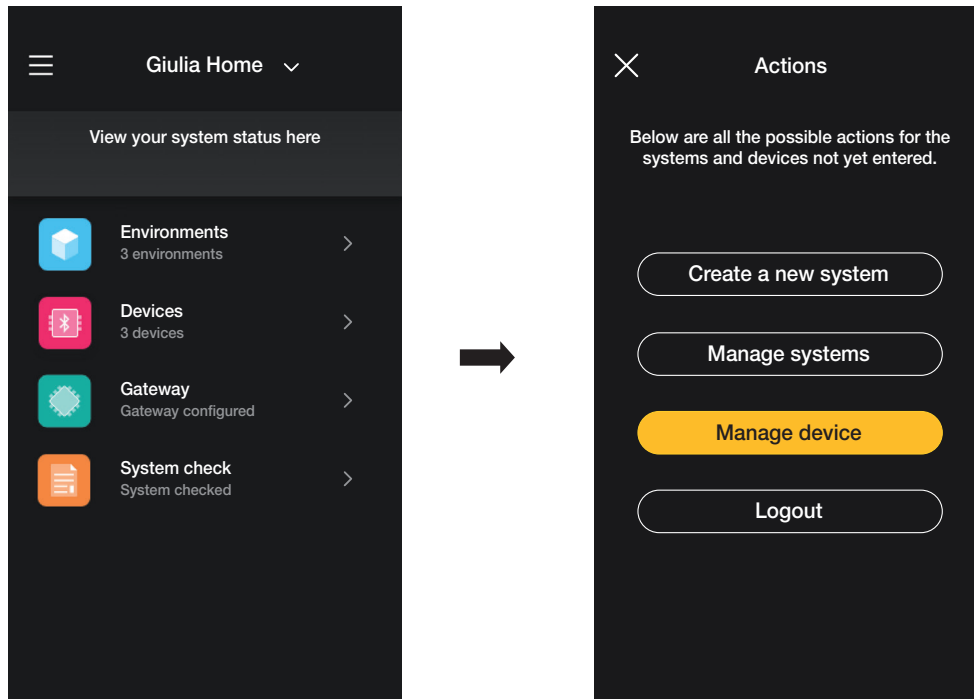 Giulia Home
View your system status here
Environments
3 environments
Devices
3 devices
Gateway
Gateway configured
System check
System checked
Actions
Below are all the possible actions for the
systems and devices not yet entered.
Create a new system
Manage systems
Manage device
Logout